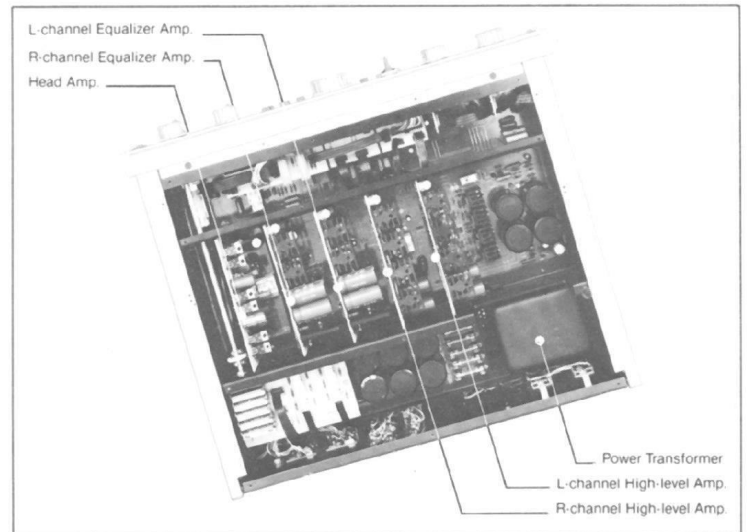 L-channel Equalizer Amp.
R-channel Equalizer Amp.
Head Amp.
Power Transformer
L-channel High-level Amp.
R-channel High-level Amp.